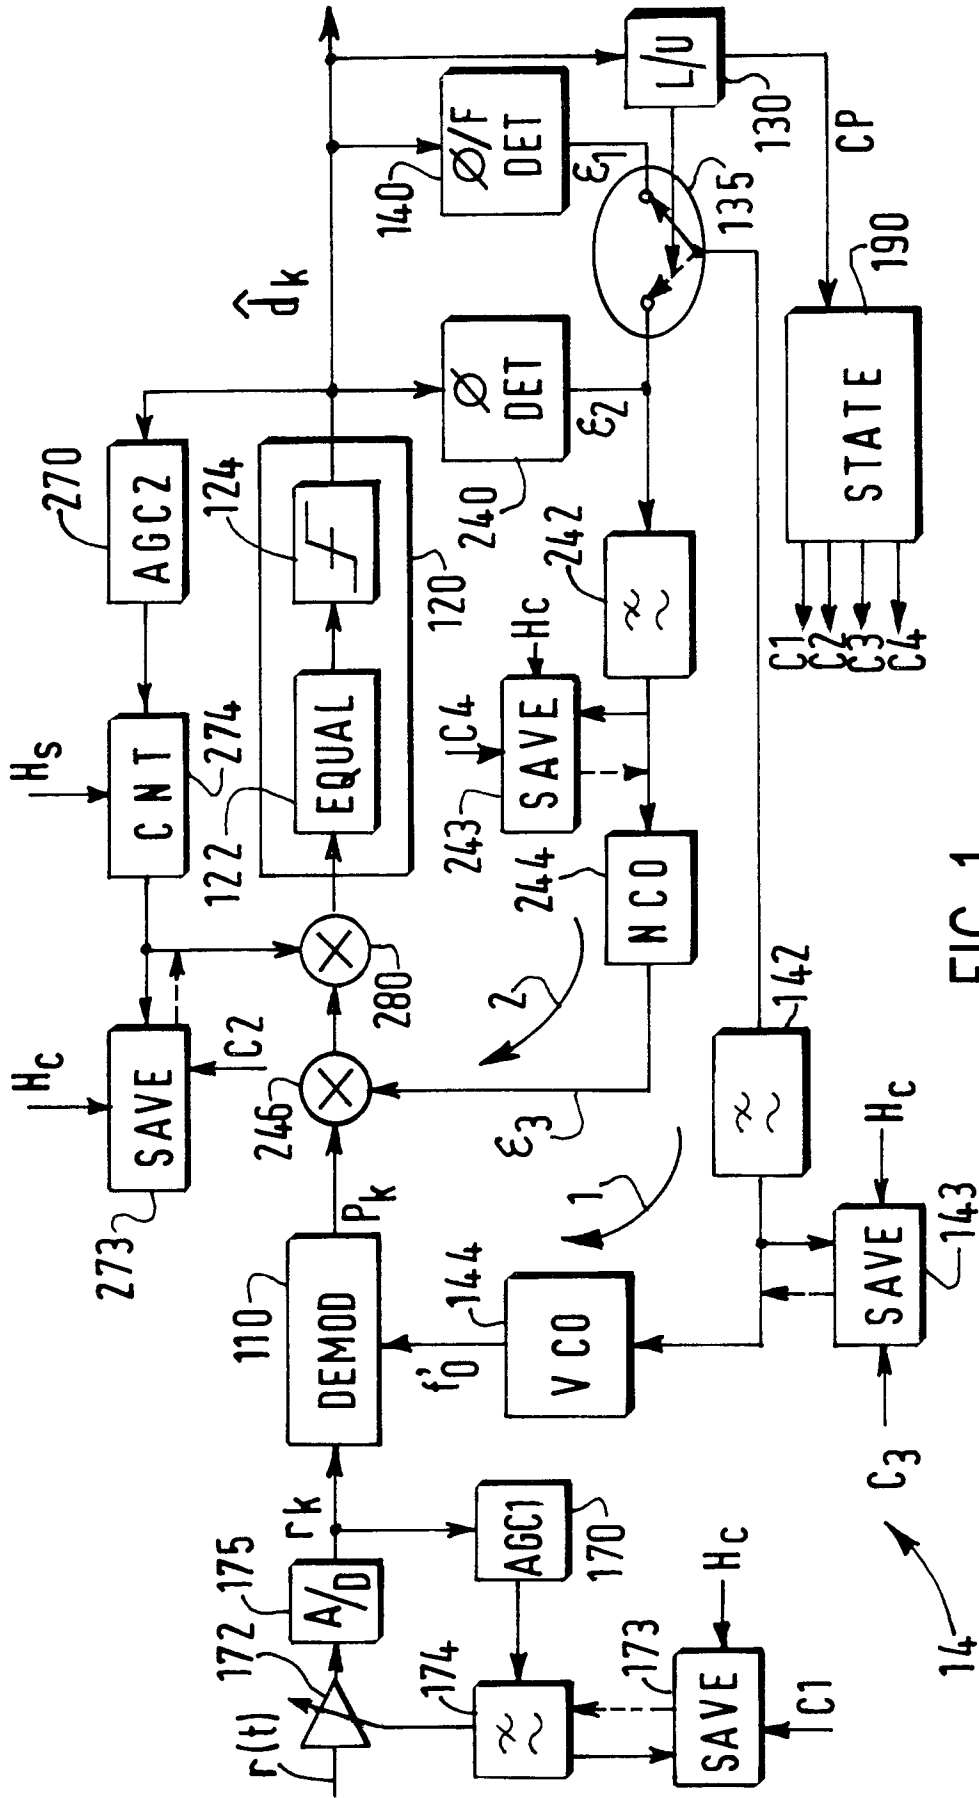 270
AGC2
Hs
CNT
274
Hc
SAVE
C2
273
d̂k
124
EQUAL
122
120
280
246
Pk
110
DEMOD
rk
175
A/D
172
r(t)
Ø/F
DET
140
ε1
Ø
DET
240
ε2
L/U
130
CP
135
242
Hc
C4
SAVE
243
NCO
244
2
ε3
1
f'0
144
VCO
AGC1
170
174
173
SAVE
Hc
C1
142
Hc
SAVE
143
C3
190
STATE
C1
C2
C3
C4
14
FIG. 1